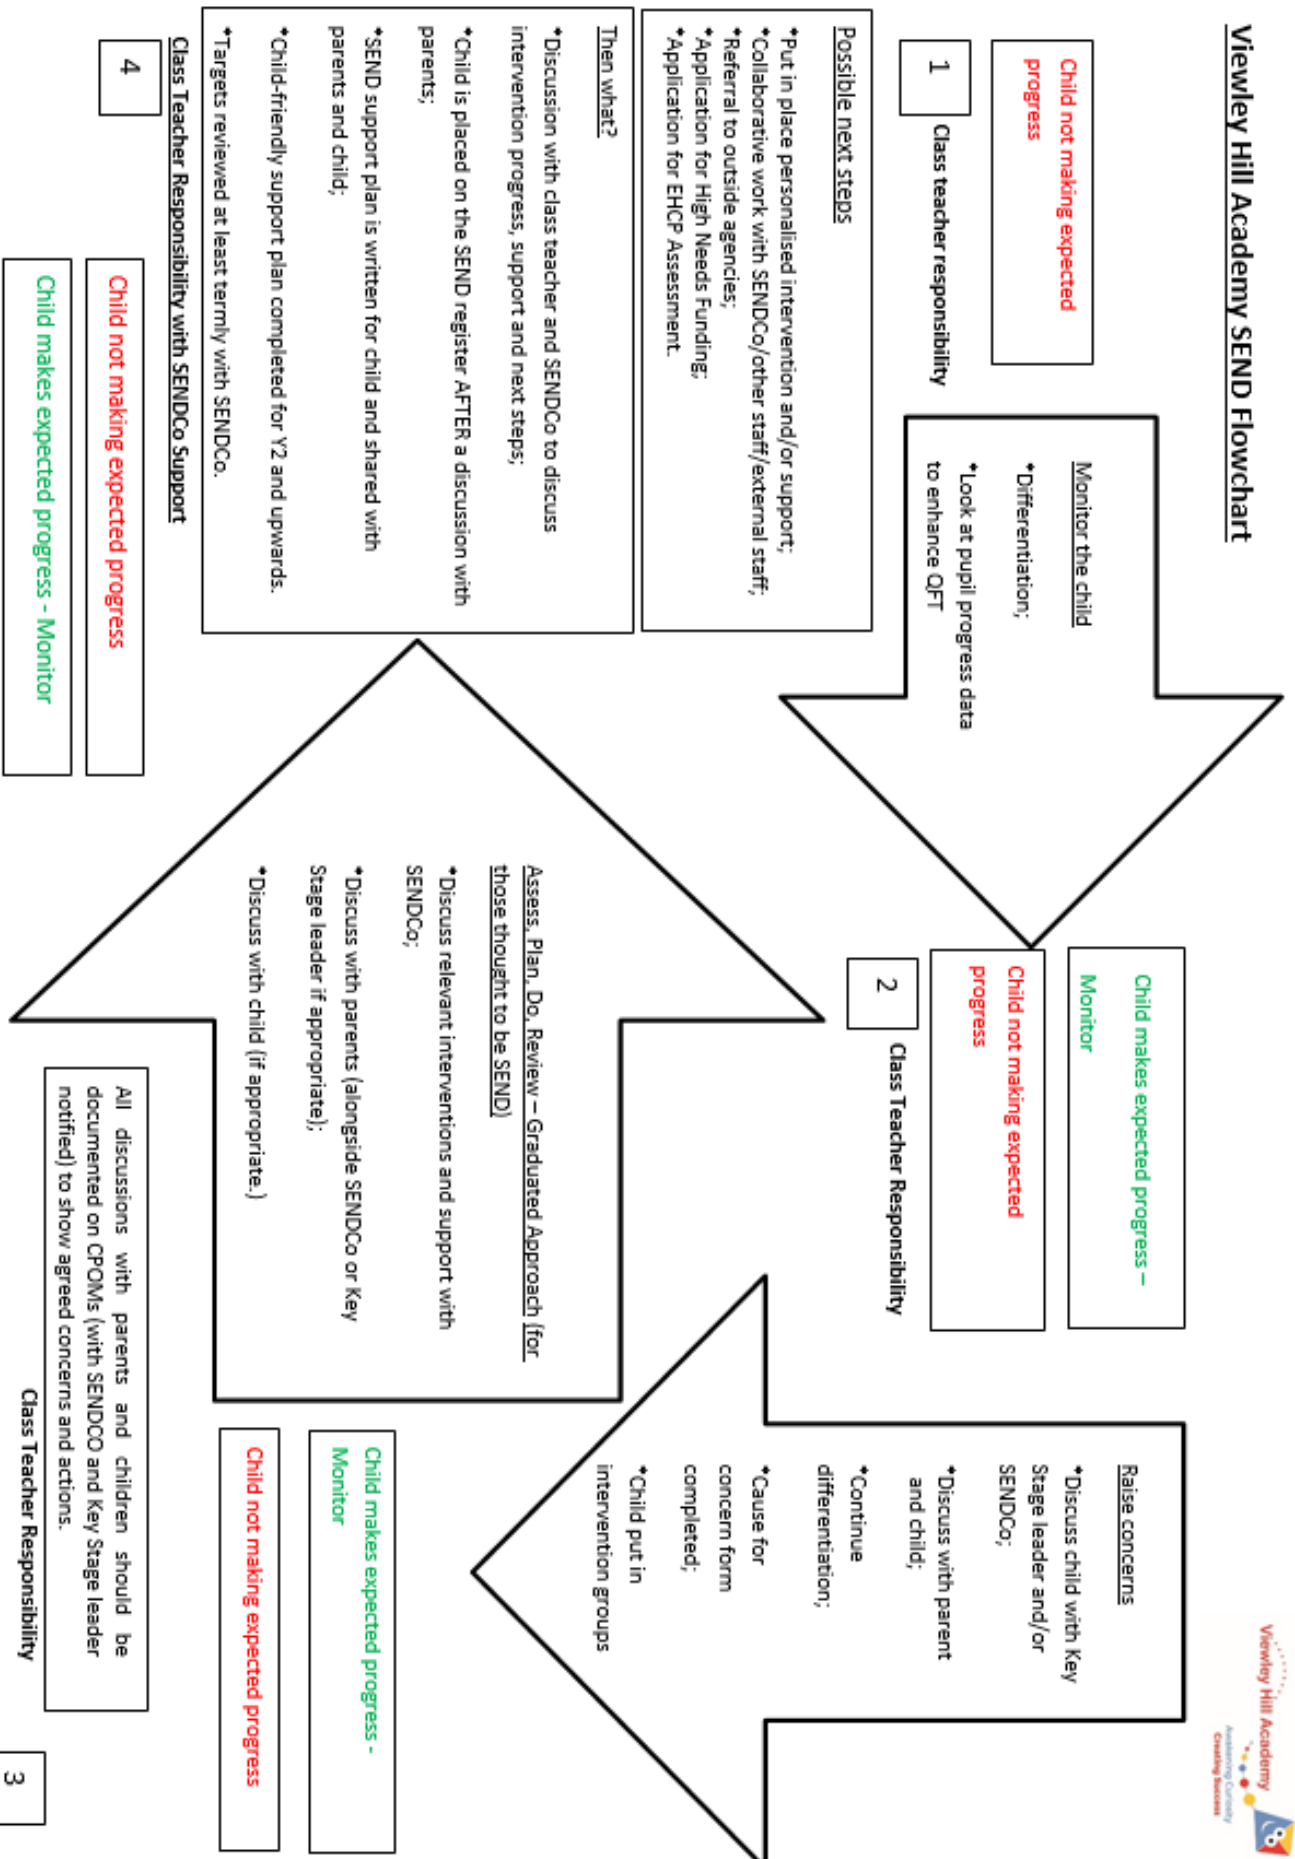 Viewley Hill Academy SEND Flowchart
Viewley Hill Academy
Awakening Curiosity
Creating Success
Child not making expected
progress
1
Class teacher responsibility
Monitor the child
*Differentiation;
*Look at pupil progress data
to enhance QFT
Child makes expected progress –
Monitor
Child not making expected
progress
2
Class Teacher Responsibility
Raise concerns
*Discuss child with Key
Stage leader and/or
SENDCo;
*Discuss with parent
and child;
*Continue
differentiation;
*Cause for
concern form
completed;
*Child put in
intervention groups
Child makes expected progress -
Monitor
Child not making expected progress
Assess, Plan, Do, Review – Graduated Approach (for
those thought to be SEND)
*Discuss relevant interventions and support with
SENDCo;
*Discuss with parents (alongside SENDCo or Key
Stage leader if appropriate);
*Discuss with child (if appropriate.)
All discussions with parents and children should be
documented on CPOMs (with SENDCO and Key Stage leader
notified) to show agreed concerns and actions.
Class Teacher Responsibility
3
Possible next steps
*Put in place personalised intervention and/or support;
*Collaborative work with SENDCo/other staff/external staff;
*Referral to outside agencies;
*Application for High Needs Funding;
*Application for EHCP Assessment.
Then what?
*Discussion with class teacher and SENDCo to discuss
intervention progress, support and next steps;
*Child is placed on the SEND register AFTER a discussion with
parents;
*SEND support plan is written for child and shared with
parents and child;
*Child-friendly support plan completed for Y2 and upwards.
*Targets reviewed at least termly with SENDCo.
Class Teacher Responsibility with SENDCo Support
4
Child not making expected progress
Child makes expected progress - Monitor